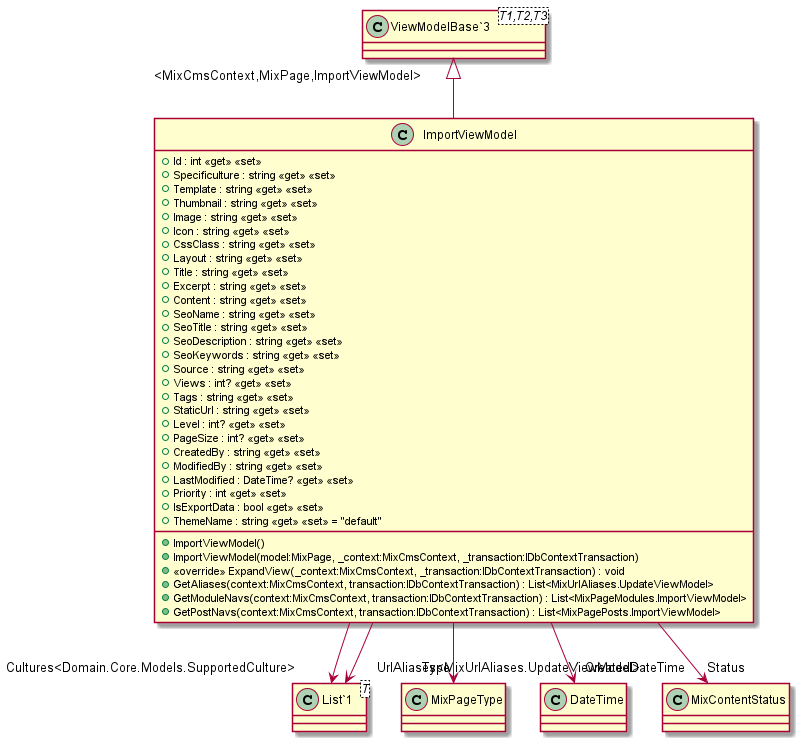 C ViewModelBase`3
T1,T2,T3
<MixCmsContext,MixPage,ImportViewModel>
C ImportViewModel
Id : int «get» «set»
Specificulture : string «get» «set»
Template : string «get» «set»
Thumbnail : string «get» «set»
Image : string «get» «set»
Icon : string «get» «set»
CssClass : string «get» «set»
Layout : string «get» «set»
Title : string «get» «set»
Excerpt : string «get» «set»
Content : string «get» «set»
SeoName : string «get» «set»
SeoTitle : string «get» «set»
SeoDescription : string «get» «set»
SeoKeywords : string «get» «set»
Source : string «get» «set»
Views : int? «get» «set»
Tags : string «get» «set»
StaticUrl : string «get» «set»
Level : int? «get» «set»
PageSize : int? «get» «set»
CreatedBy : string «get» «set»
ModifiedBy : string «get» «set»
LastModified : DateTime? «get» «set»
Priority : int «get» «set»
IsExportData : bool «get» «set»
ThemeName : string «get» «set» = "default"
ImportViewModel()
ImportViewModel(model:MixPage, _context:MixCmsContext, _transaction:IDbContextTransaction)
«override» ExpandView(_context:MixCmsContext, _transaction:IDbContextTransaction) : void
GetAliases(context:MixCmsContext, transaction:IDbContextTransaction) : List<MixUrlAliases.UpdateViewModel>
GetModuleNavs(context:MixCmsContext, transaction:IDbContextTransaction) : List<MixPageModules.ImportViewModel>
GetPostNavs(context:MixCmsContext, transaction:IDbContextTransaction) : List<MixPagePosts.ImportViewModel>
Cultures<Domain.Core.Models.SupportedCulture>
UrlAliases<MixUrlAliases.UpdateViewModel>
Type
CreatedDateTime
Status
C List`1
T
C MixPageType
C DateTime
C MixContentStatus